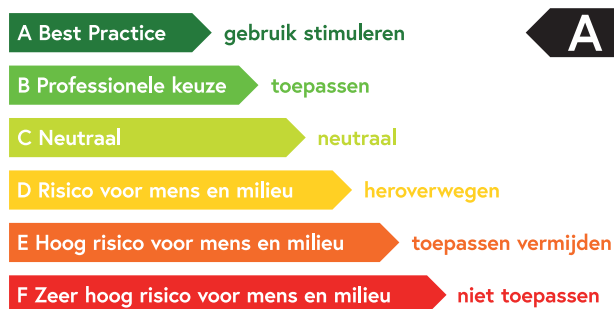 A Best Practice gebruik stimuleren A
B Professionele keuze toepassen
C Neutraal neutraal
D Risico voor mens en milieu heroverwegen
E Hoog risico voor mens en milieu toepassen vermijden
F Zeer hoog risico voor mens en milieu niet toepassen